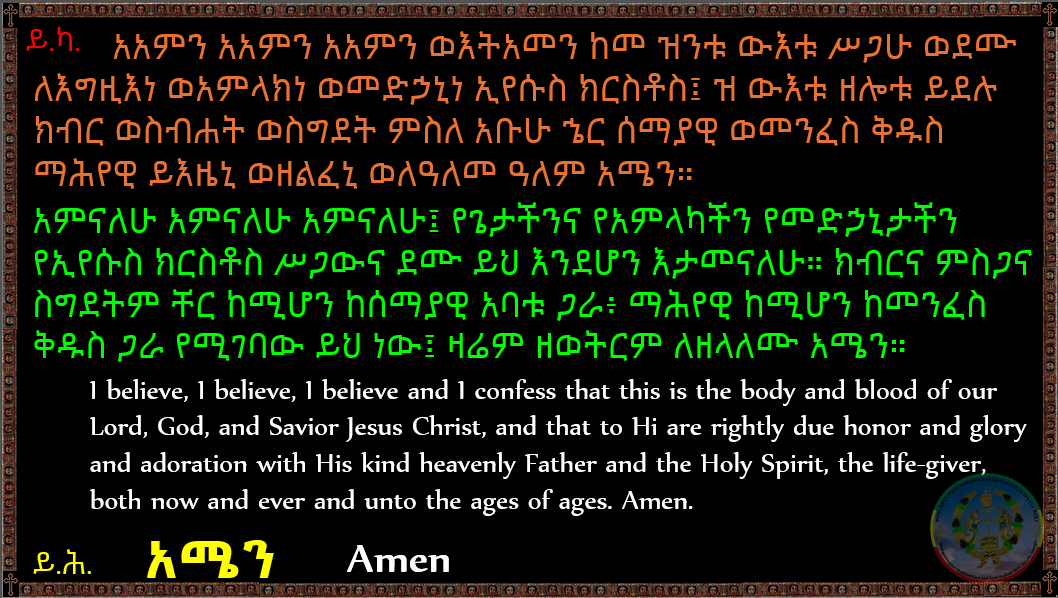 ይ.ካ. አአምን አአምን አአምን ወእትአመን ከመ ዝንቱ ውእቱ ሥጋሁ ወደሙ
ለእግዚእነ ወአምላክነ ወመድኃኒነ ኢየሱስ ክርስቶስ፤ ዝ ውእቱ ዘሎቱ ይደሉ
ክብር ወስብሐት ወስግደት ምስለ አቡሁ ኄር ሰማያዊ ወመንፈስ ቅዱስ
ማሕየዊ ይእዜኒ ወዘልፈኒ ወለዓለመ ዓለም አሜን።
አምናለሁ አምናለሁ አምናለሁ፤ የጌታችንና የአምላካችን የመድኃኒታችን
የኢየሱስ ክርስቶስ ሥጋውና ደሙ ይህ እንደሆን እታመናለሁ። ክብርና ምስጋና
ስግደትም ቸር ከሚሆን ከሰማያዊ አባቱ ጋራ፥ ማሕየዊ ከሚሆን ከመንፈስ
ቅዱስ ጋራ የሚገባው ይህ ነው፤ ዛሬም ዘወትርም ለዘላለሙ አሜን።
I believe, I believe, I believe and I confess that this is the body and blood of our
Lord, God, and Savior Jesus Christ, and that to Hi are rightly due honor and glory
and adoration with His kind heavenly Father and the Holy Spirit, the life-giver,
both now and ever and unto the ages of ages. Amen.
ይ.ሕ. አሜን Amen